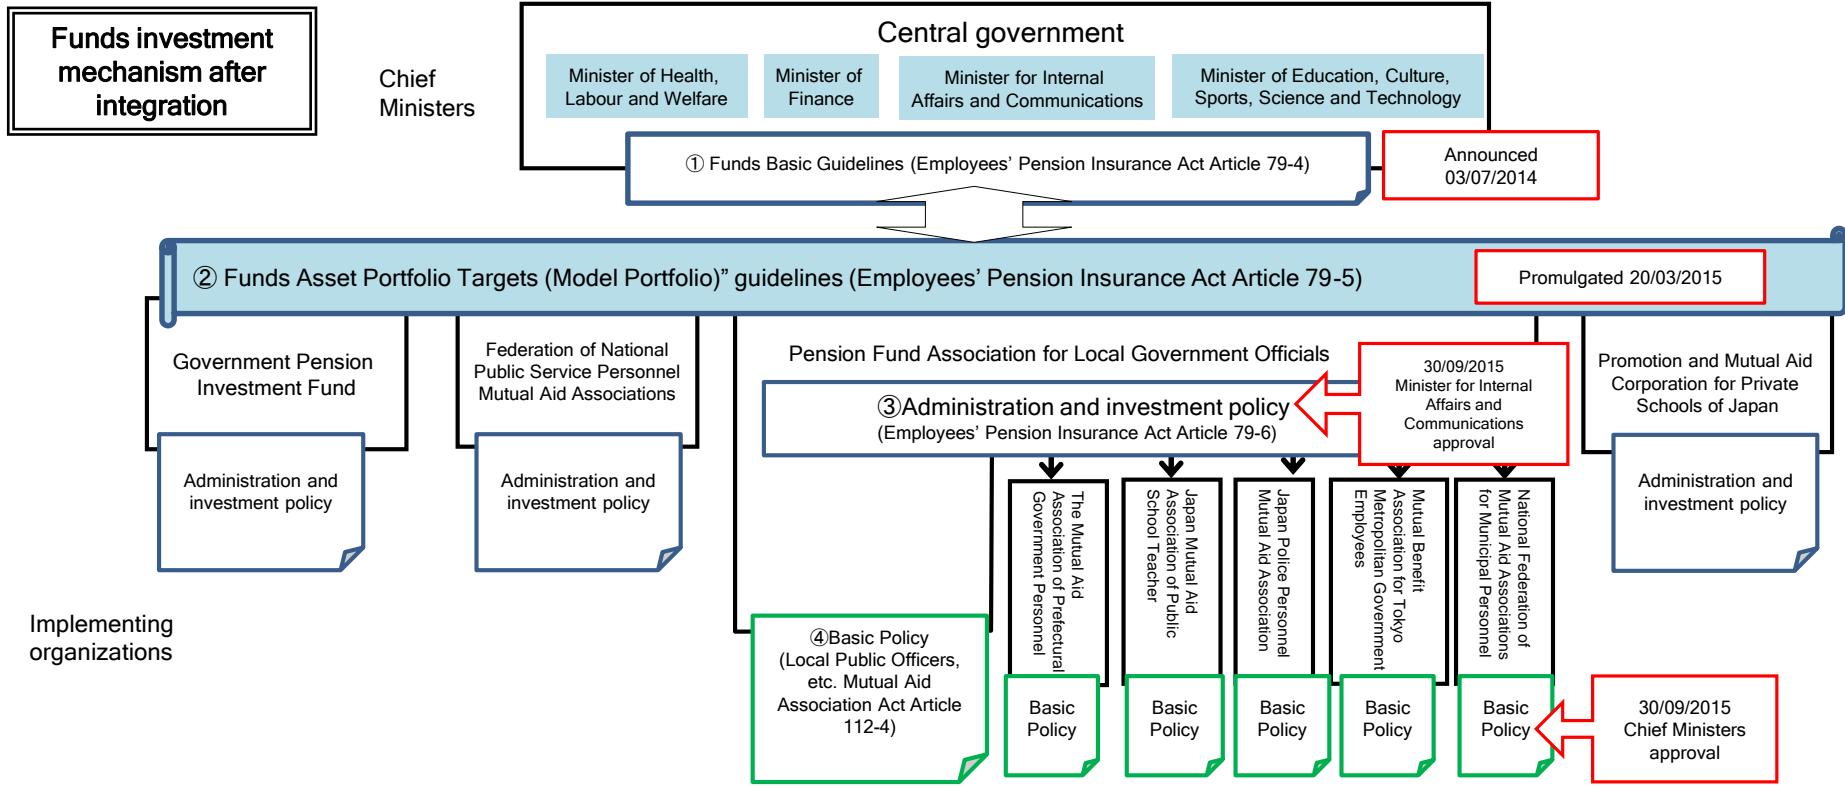 Funds investment
mechanism after
integration
Chief
Ministers
Central government
Minister of Health,
Labour and Welfare
Minister of
Finance
Minister for Internal
Affairs and Communications
Minister of Education, Culture,
Sports, Science and Technology
① Funds Basic Guidelines (Employees’ Pension Insurance Act Article 79-4)
Announced
03/07/2014
② Funds Asset Portfolio Targets (Model Portfolio)” guidelines (Employees’ Pension Insurance Act Article 79-5)
Promulgated 20/03/2015
Government Pension
Investment Fund
Administration and
investment policy
Federation of National
Public Service Personnel
Mutual Aid Associations
Administration and
investment policy
Pension Fund Association for Local Government Officials
③Administration and investment policy
(Employees’ Pension Insurance Act Article 79-6)
30/09/2015
Minister for Internal
Affairs and
Communications
approval
Promotion and Mutual Aid
Corporation for Private
Schools of Japan
Administration and
investment policy
The Mutual Aid
Association of Prefectural
Government Personnel
Japan Mutual Aid
Association of Public
School Teacher
Japan Police Personnel
Mutual Aid Association
Mutual Benefit
Association for Tokyo
Metropolitan Government
Employees
National Federation of
Mutual Aid Associations
for Municipal Personnel
Implementing
organizations
④Basic Policy
(Local Public Officers,
etc. Mutual Aid
Association Act Article
112-4)
Basic
Policy
Basic
Policy
Basic
Policy
Basic
Policy
Basic
Policy
30/09/2015
Chief Ministers
approval